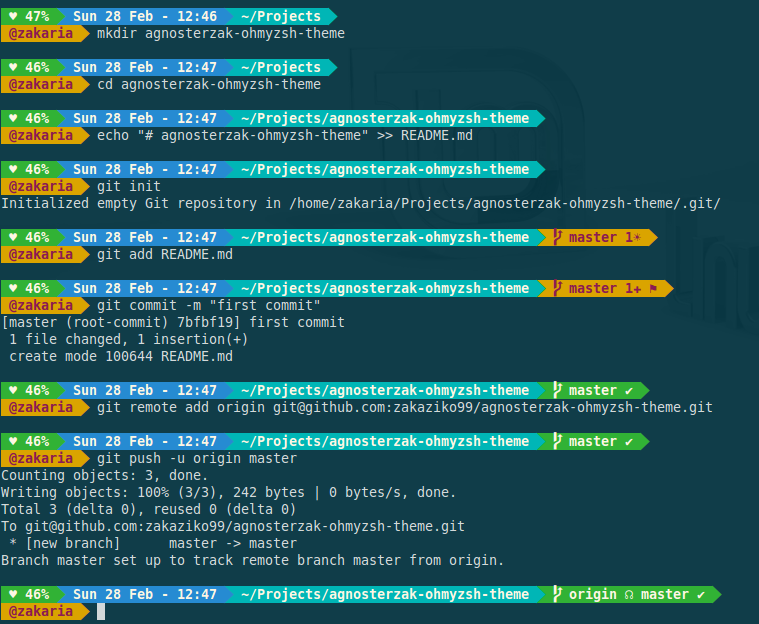 ♥ 47% Sun 28 Feb - 12:46 ~/Projects
@zakaria mkdir agnosterzak-ohmyzsh-theme
♥ 46% Sun 28 Feb - 12:47 ~/Projects
@zakaria cd agnosterzak-ohmyzsh-theme
♥ 46% Sun 28 Feb - 12:47 ~/Projects/agnosterzak-ohmyzsh-theme
@zakaria echo "# agnosterzak-ohmyzsh-theme" >> README.md
♥ 46% Sun 28 Feb - 12:47 ~/Projects/agnosterzak-ohmyzsh-theme
@zakaria git init
Initialized empty Git repository in /home/zakaria/Projects/agnosterzak-ohmyzsh-theme/.git/
♥ 46% Sun 28 Feb - 12:47 ~/Projects/agnosterzak-ohmyzsh-theme master 1☀
@zakaria git add README.md
♥ 46% Sun 28 Feb - 12:47 ~/Projects/agnosterzak-ohmyzsh-theme master 1✚ ⚑
@zakaria git commit -m "first commit"
[master (root-commit) 7bfbf19] first commit
1 file changed, 1 insertion(+)
create mode 100644 README.md
♥ 46% Sun 28 Feb - 12:47 ~/Projects/agnosterzak-ohmyzsh-theme master ✔
@zakaria git remote add origin git@github.com:zakaziko99/agnosterzak-ohmyzsh-theme.git
♥ 46% Sun 28 Feb - 12:47 ~/Projects/agnosterzak-ohmyzsh-theme master ✔
@zakaria git push -u origin master
Counting objects: 3, done.
Writing objects: 100% (3/3), 242 bytes | 0 bytes/s, done.
Total 3 (delta 0), reused 0 (delta 0)
To git@github.com:zakaziko99/agnosterzak-ohmyzsh-theme.git
* [new branch] master -> master
Branch master set up to track remote branch master from origin.
♥ 46% Sun 28 Feb - 12:47 ~/Projects/agnosterzak-ohmyzsh-theme origin ☊ master ✔
@zakaria